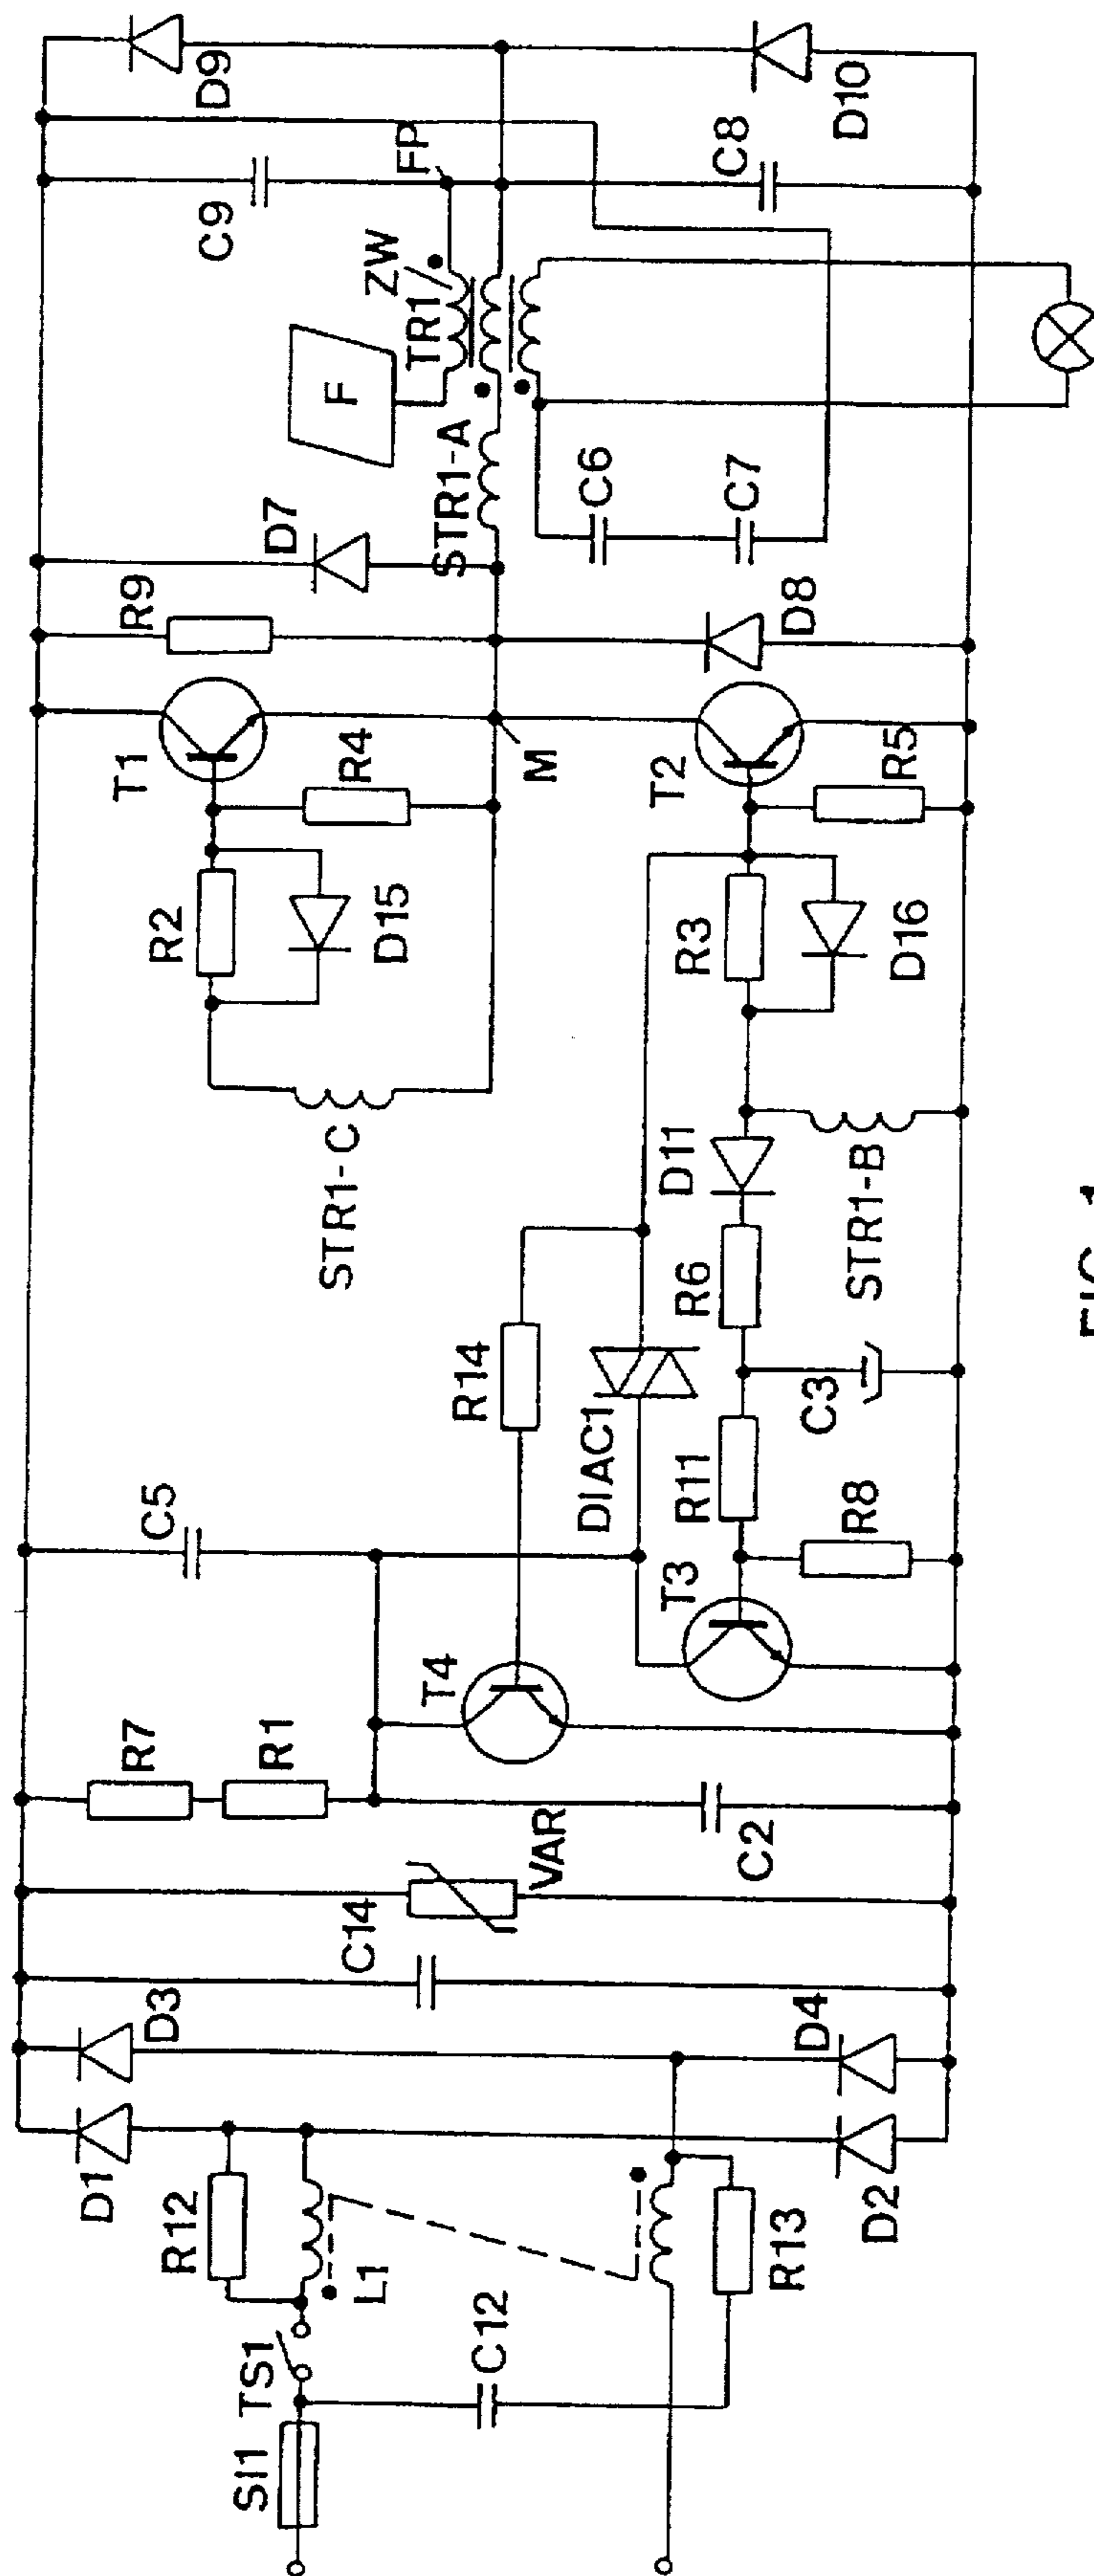 SI1
TS1
C12
R12
L1
R13
D1
D2
D3
D4
C14
VAR
R7
R1
C2
T4
C5
R14
DIAC1
T3
R11
R8
C3
R6
D11
STR1-B
STR1-C
R2
D15
R3
D16
T1
R4
M
T2
R5
R9
D7
D8
STR1-A
F
TR1
ZW
FP
C6
C7
C9
C8
D9
D10
FIG. 1